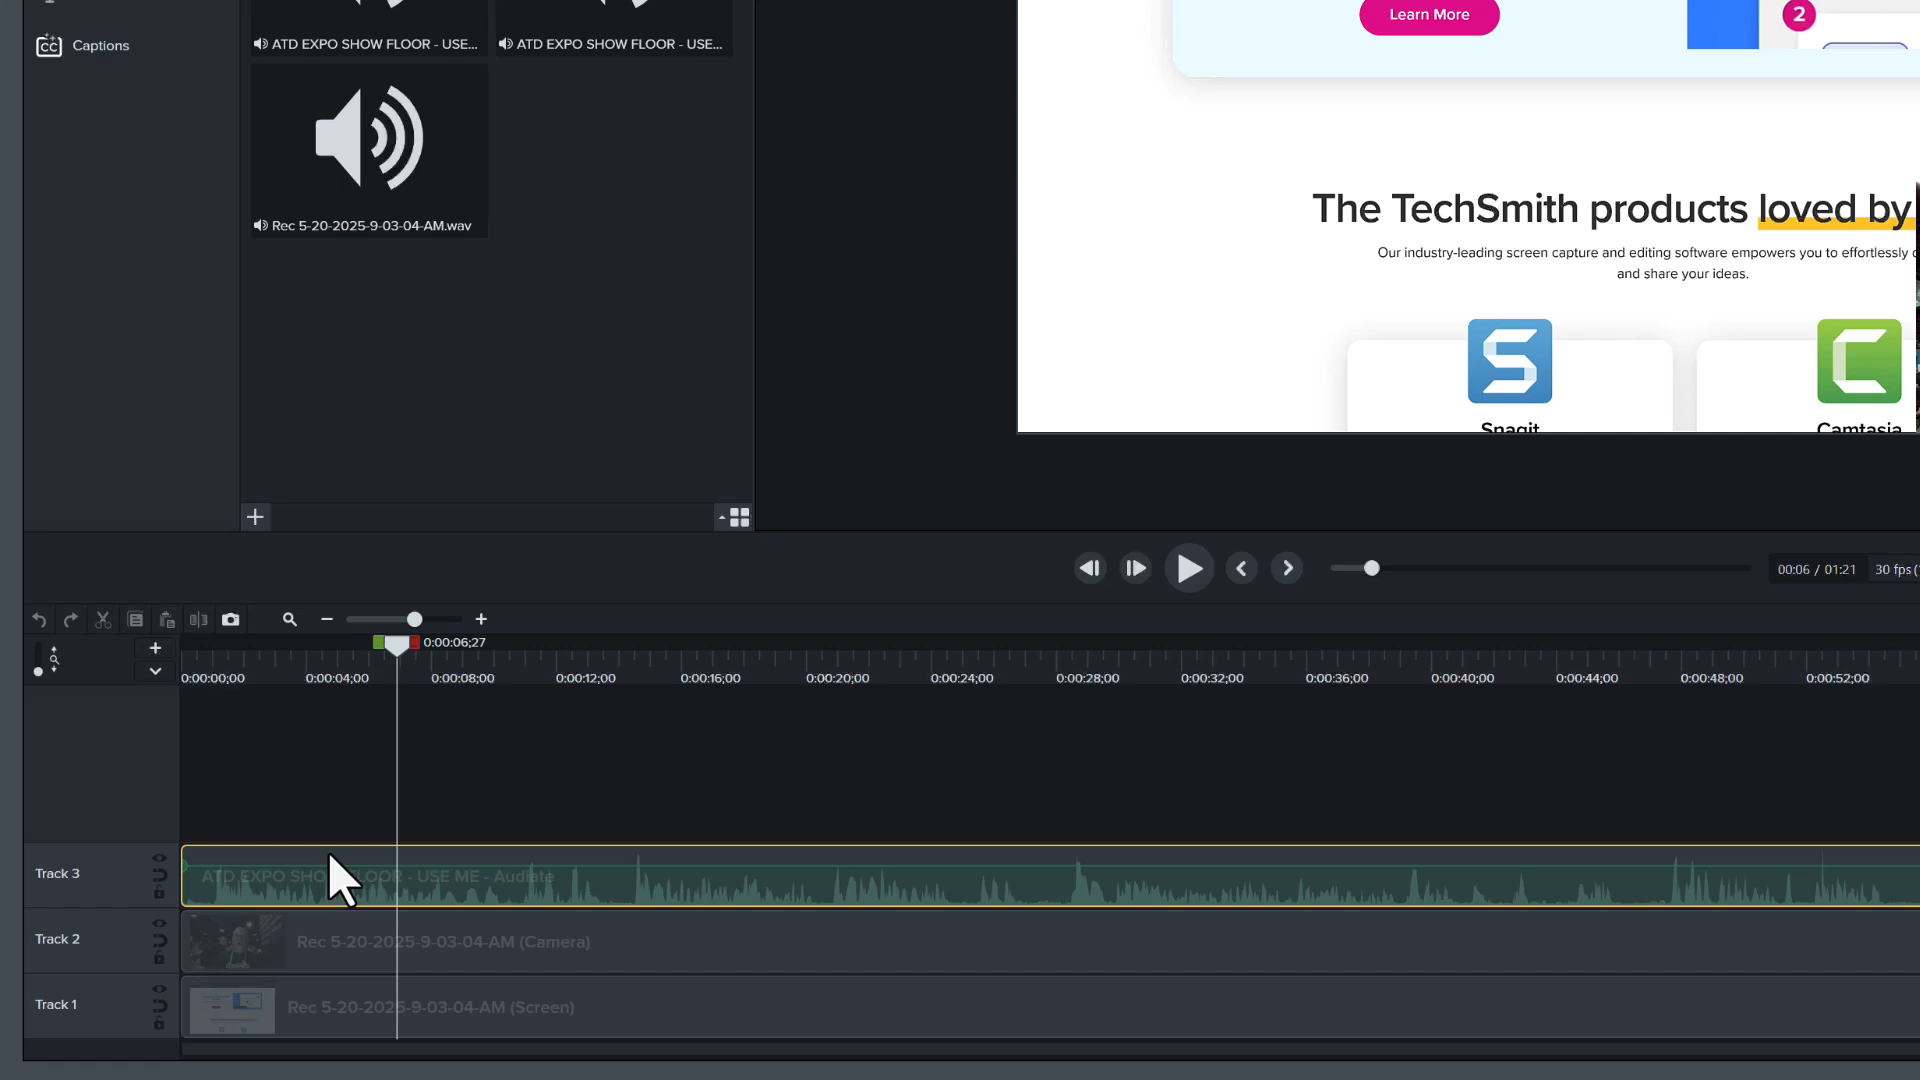 Captions
ATD EXPO SHOW FLOOR - USE...
ATD EXPO SHOW FLOOR - USE...
Rec 5-20-2025-9-03-04-AM.wav
Learn More
2
The TechSmith products loved by
Our industry-leading screen capture and editing software empowers you to effortlessly
and share your ideas.
Snagit
Camtasia
00:06 / 01:21
30 fps
0:00:06;27
0:00:00;00 0:00:04;00 0:00:08;00 0:00:12;00 0:00:16;00 0:00:20;00 0:00:24;00 0:00:28;00 0:00:32;00 0:00:36;00 0:00:40;00 0:00:44;00 0:00:48;00 0:00:52;00
Track 3
ATD EXPO SHOW FLOOR - USE ME - Audiate
Track 2
Rec 5-20-2025-9-03-04-AM (Camera)
Track 1
Rec 5-20-2025-9-03-04-AM (Screen)